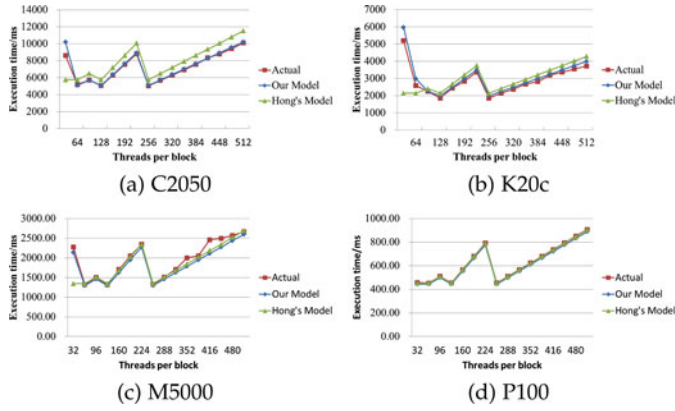 14000
12000
10000
8000
6000
4000
2000
0
Execution time/ms
64 128 192 256 320 384 448 512
Threads per block
Actual
Our Model
Hong's Model
(a) C2050
7000
6000
5000
4000
3000
2000
1000
0
Execution time/ms
64 128 192 256 320 384 448 512
Threads per block
Actual
Our Model
Hong's Model
(b) K20c
3000.00
2500.00
2000.00
1500.00
1000.00
500.00
0.00
Execution time/ms
32 96 160 224 288 352 416 480
Threads per block
Actual
Our Model
Hong's Model
(c) M5000
1000.00
800.00
600.00
400.00
200.00
0.00
Execution time/ms
32 96 160 224 288 352 416 480
Threads per block
Actual
Our Model
Hong's Model
(d) P100